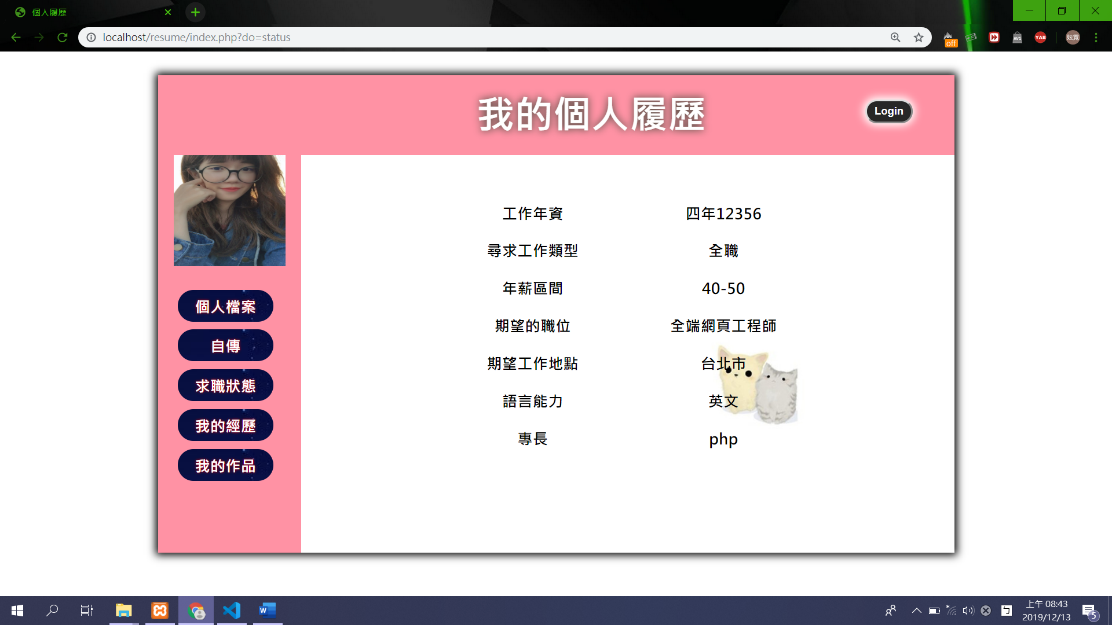 個人履歷
localhost/resume/index.php?do=status
off
TAB
我的個人履歷
Login
工作年資 四年12356
尋求工作類型 全職
年薪區間 40-50
期望的職位 全端網頁工程師
期望工作地點 台北市
語言能力 英文
專長 php
個人檔案
自傳
求職狀態
我的經歷
我的作品
上午 08:43
2019/12/13
5